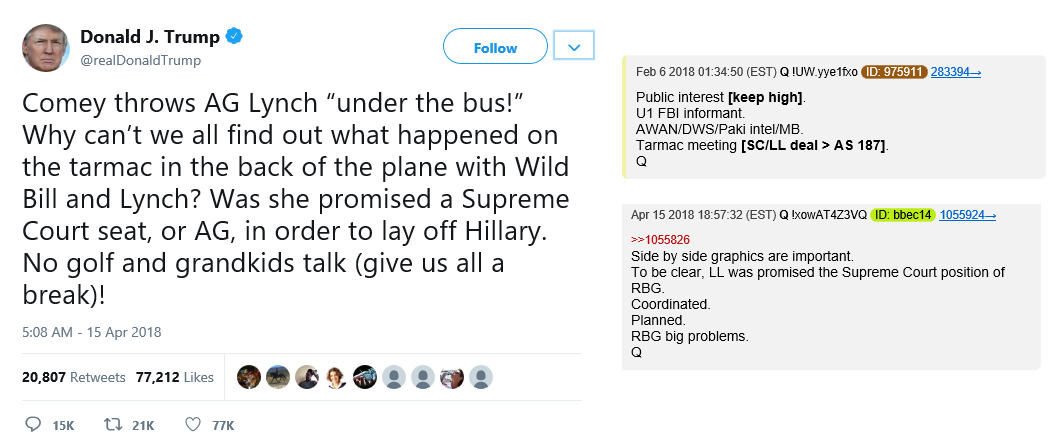 Donald J. Trump
@realDonaldTrump
Follow
Comey throws AG Lynch “under the bus!”
Why can’t we all find out what happened on
the tarmac in the back of the plane with Wild
Bill and Lynch? Was she promised a Supreme
Court seat, or AG, in order to lay off Hillary.
No golf and grandkids talk (give us all a
break)!
5:08 AM - 15 Apr 2018
20,807 Retweets 77,212 Likes
15K 21K 77K
Feb 6 2018 01:34:50 (EST) Q !UW.yye1fxo ID: 975911 283394→
Public interest [keep high].
U1 FBI informant.
AWAN/DWS/Paki intel/MB.
Tarmac meeting [SC/LL deal > AS 187].
Q
Apr 15 2018 18:57:32 (EST) Q !xowAT4Z3VQ ID: bbec14 1055924→
>>1055826
Side by side graphics are important.
To be clear, LL was promised the Supreme Court position of
RBG.
Coordinated.
Planned.
RBG big problems.
Q